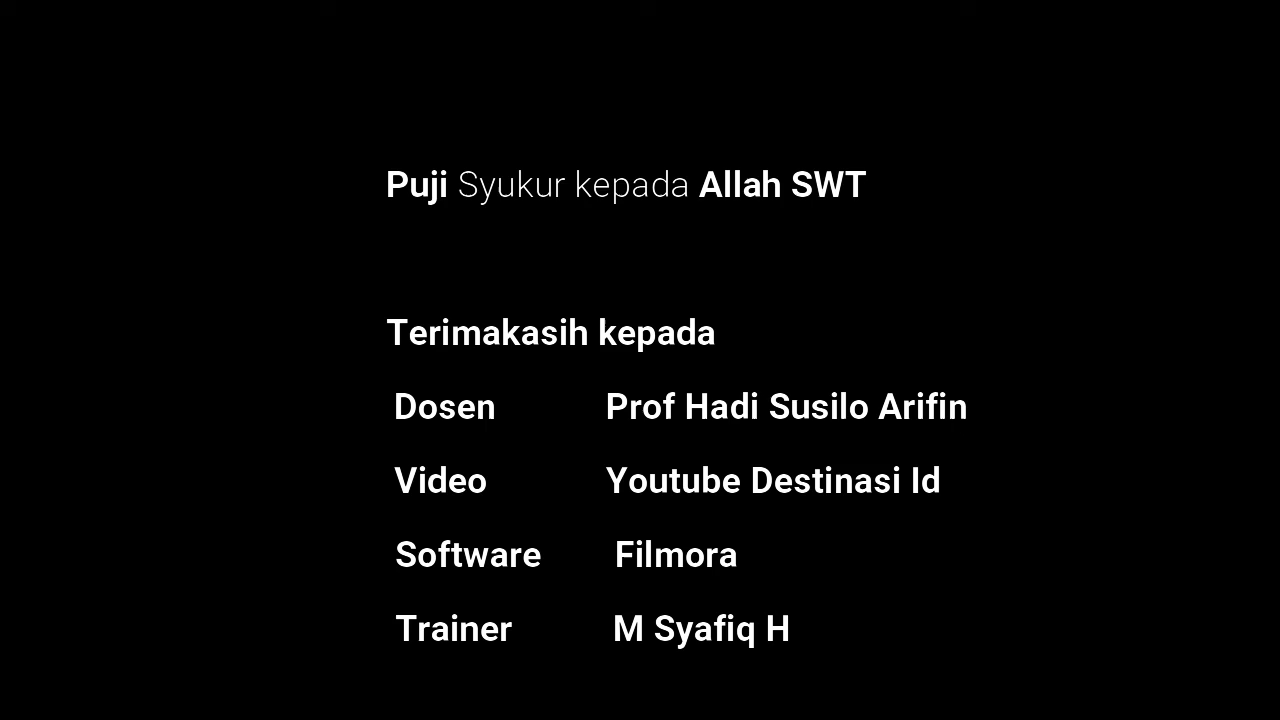 Puji Syukur kepada Allah SWT
Terimakasih kepada
Dosen Prof Hadi Susilo Arifin
Video Youtube Destinasi Id
Software Filmora
Trainer M Syafiq H